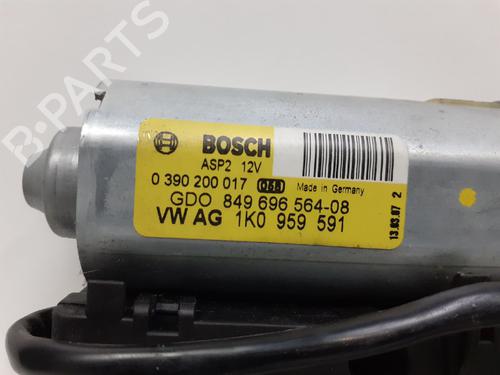 B-PARTS
BOSCH
ASP2 12V
0 390 200 017 058 Made in Germany
GDO 849 696 564-08
VW AG 1K0 959 591
13.03.07 2